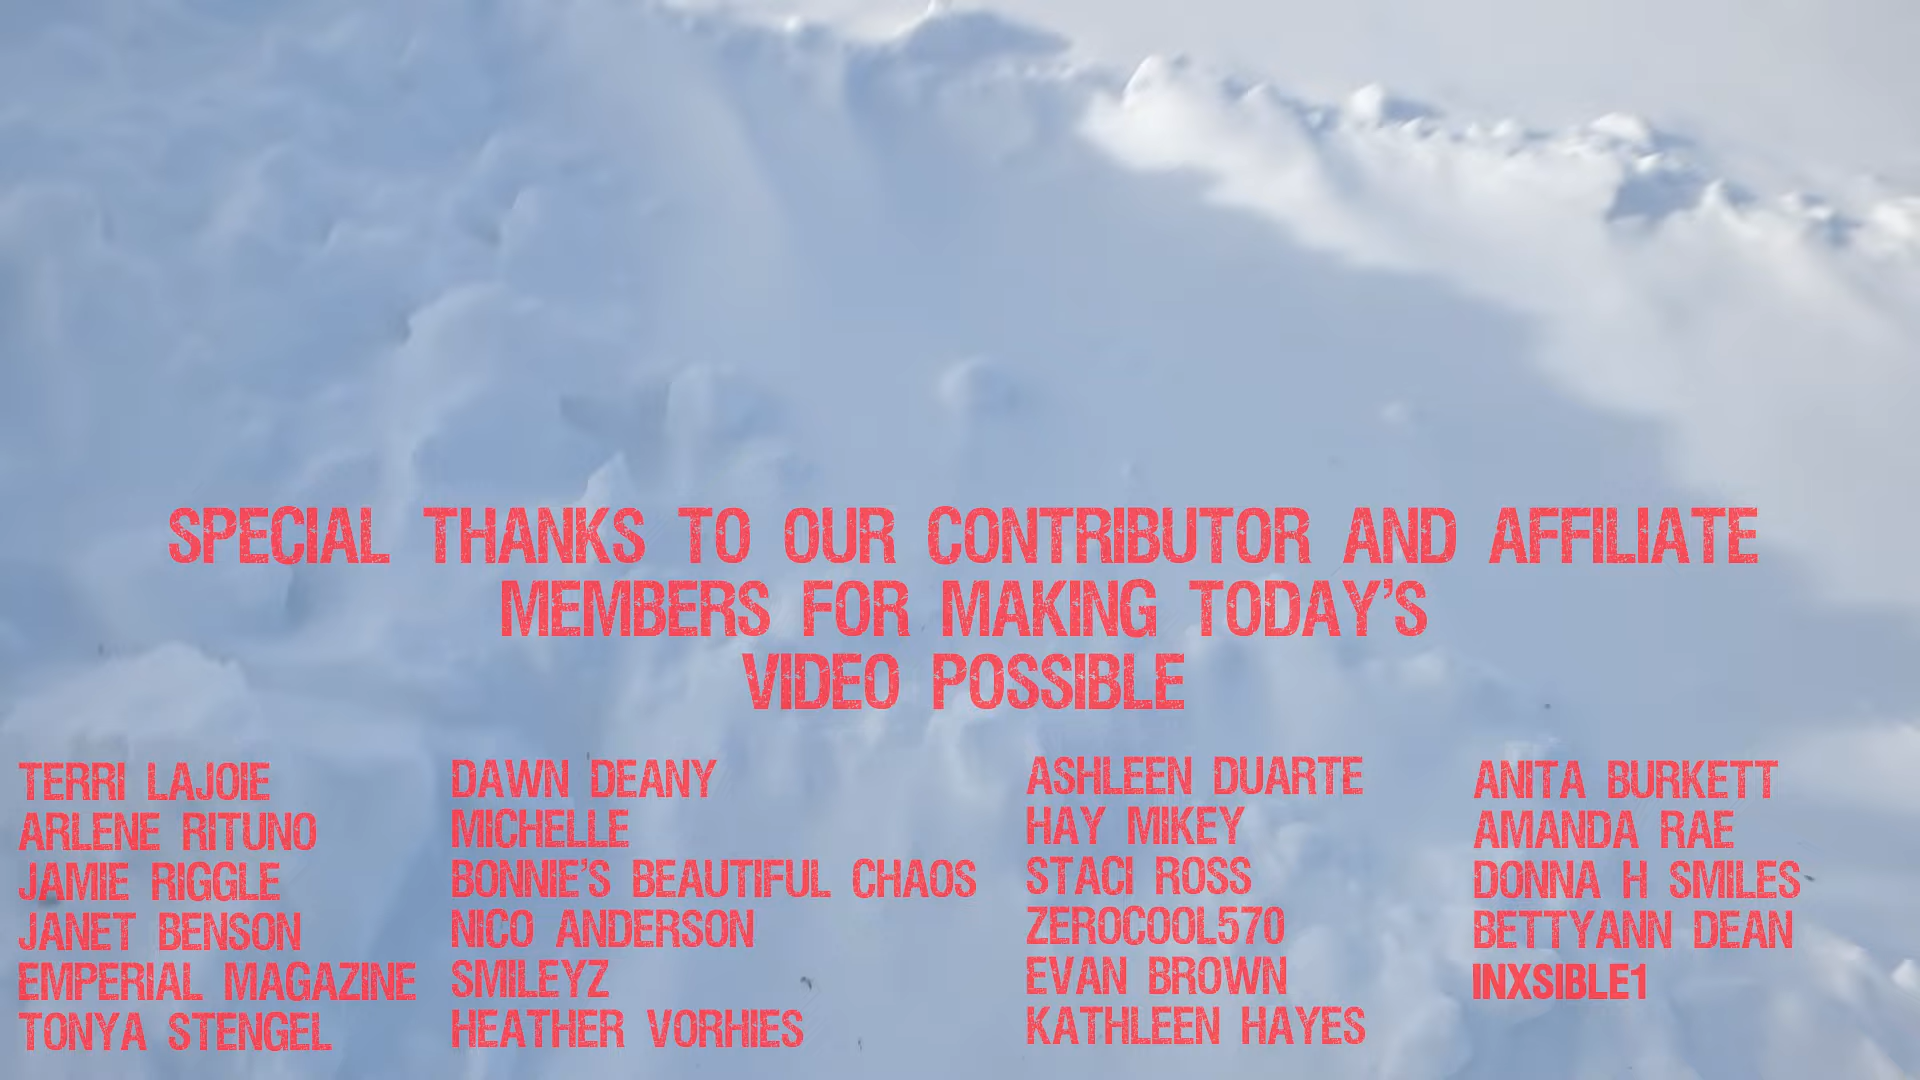 SPECIAL THANKS TO OUR CONTRIBUTOR AND AFFILIATE
MEMBERS FOR MAKING TODAY'S
VIDEO POSSIBLE
TERRI LAJOIE
ARLENE RITUNO
JAMIE RIGGLE
JANET BENSON
EMPERIAL MAGAZINE
TONYA STENGEL
DAWN DEANY
MICHELLE
BONNIE'S BEAUTIFUL CHAOS
NICO ANDERSON
SMILEYZ
HEATHER VORHIES
ASHLEEN DUARTE
HAY MIKEY
STACI ROSS
ZEROCOOL570
EVAN BROWN
KATHLEEN HAYES
ANITA BURKETT
AMANDA RAE
DONNA H SMILES
BETTYANN DEAN
INXSIBLE1